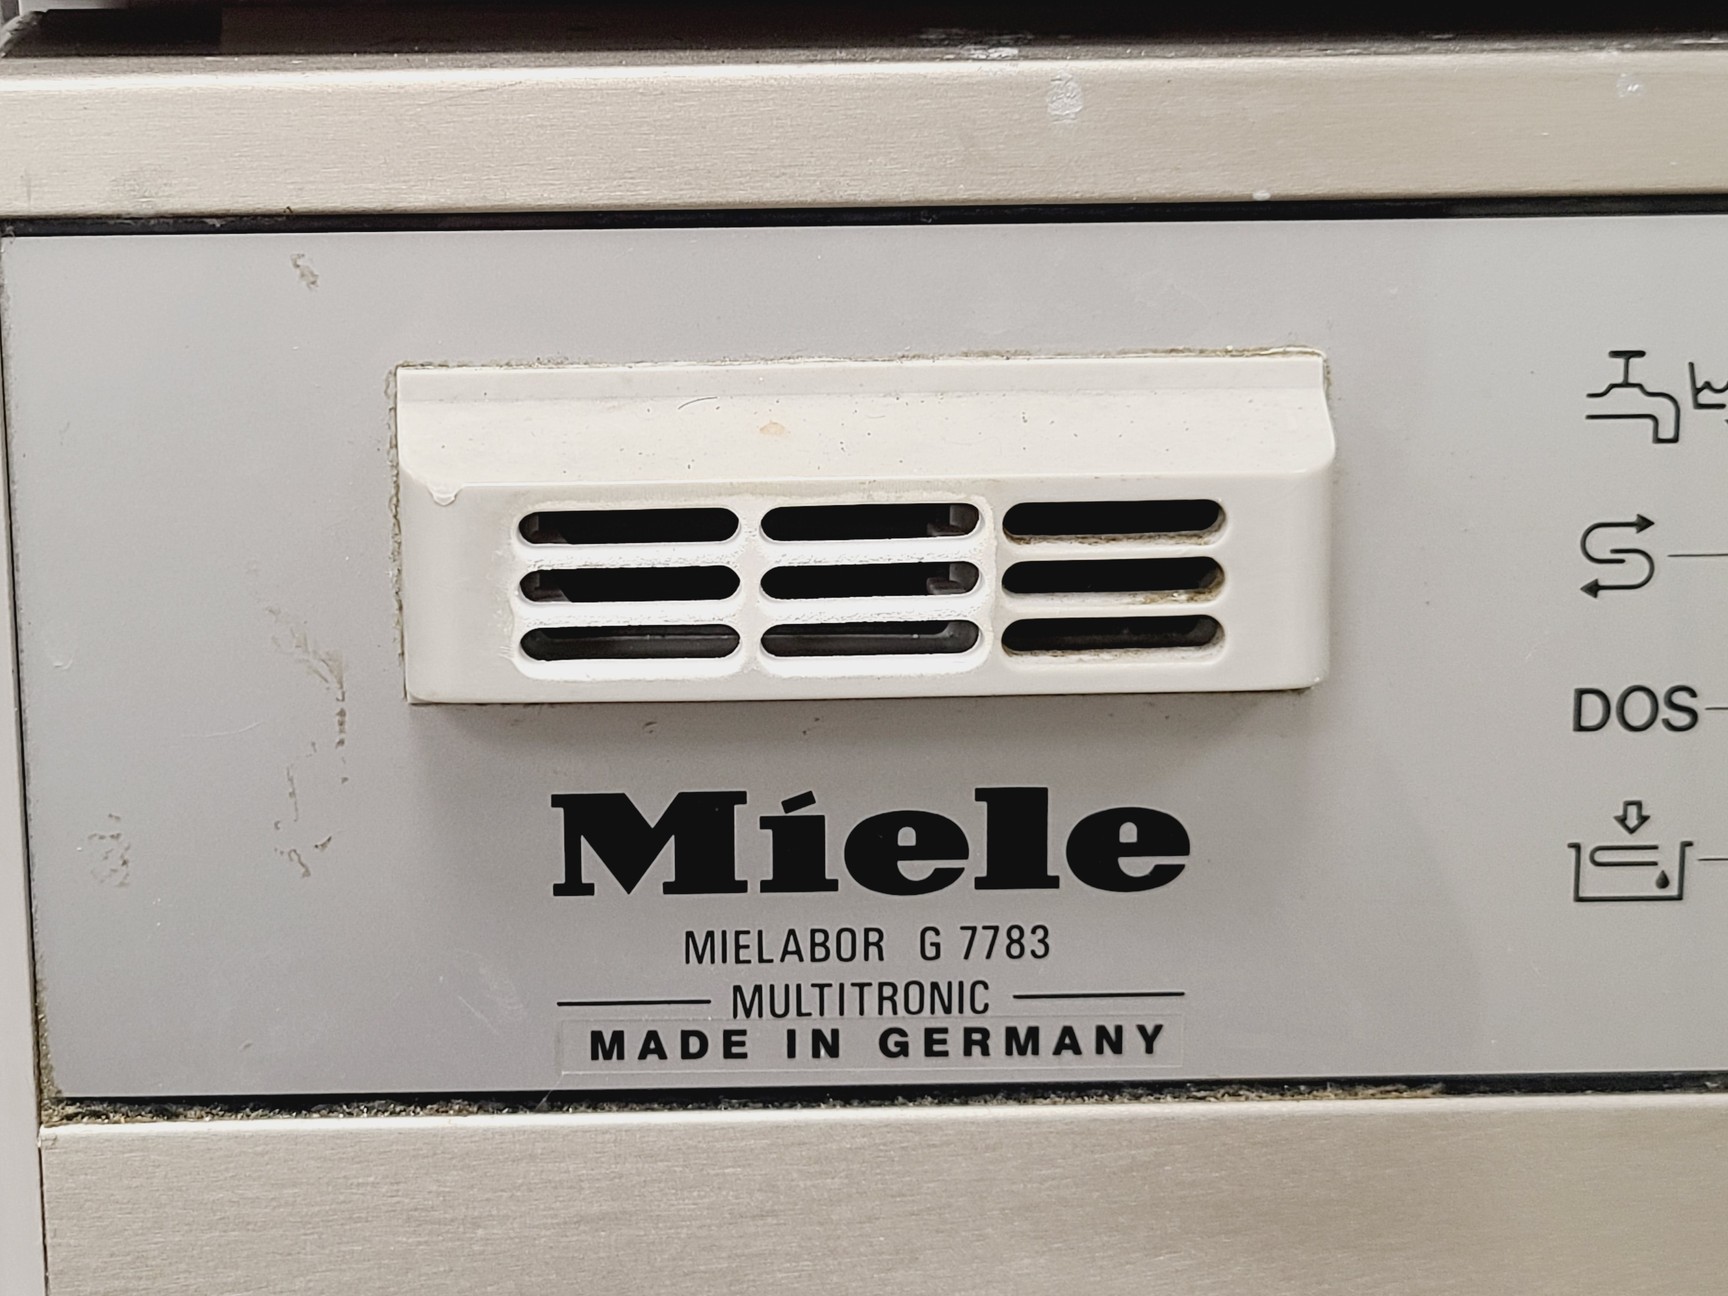 DOS
Miele
MIELABOR G 7783
MULTITRONIC
MADE IN GERMANY